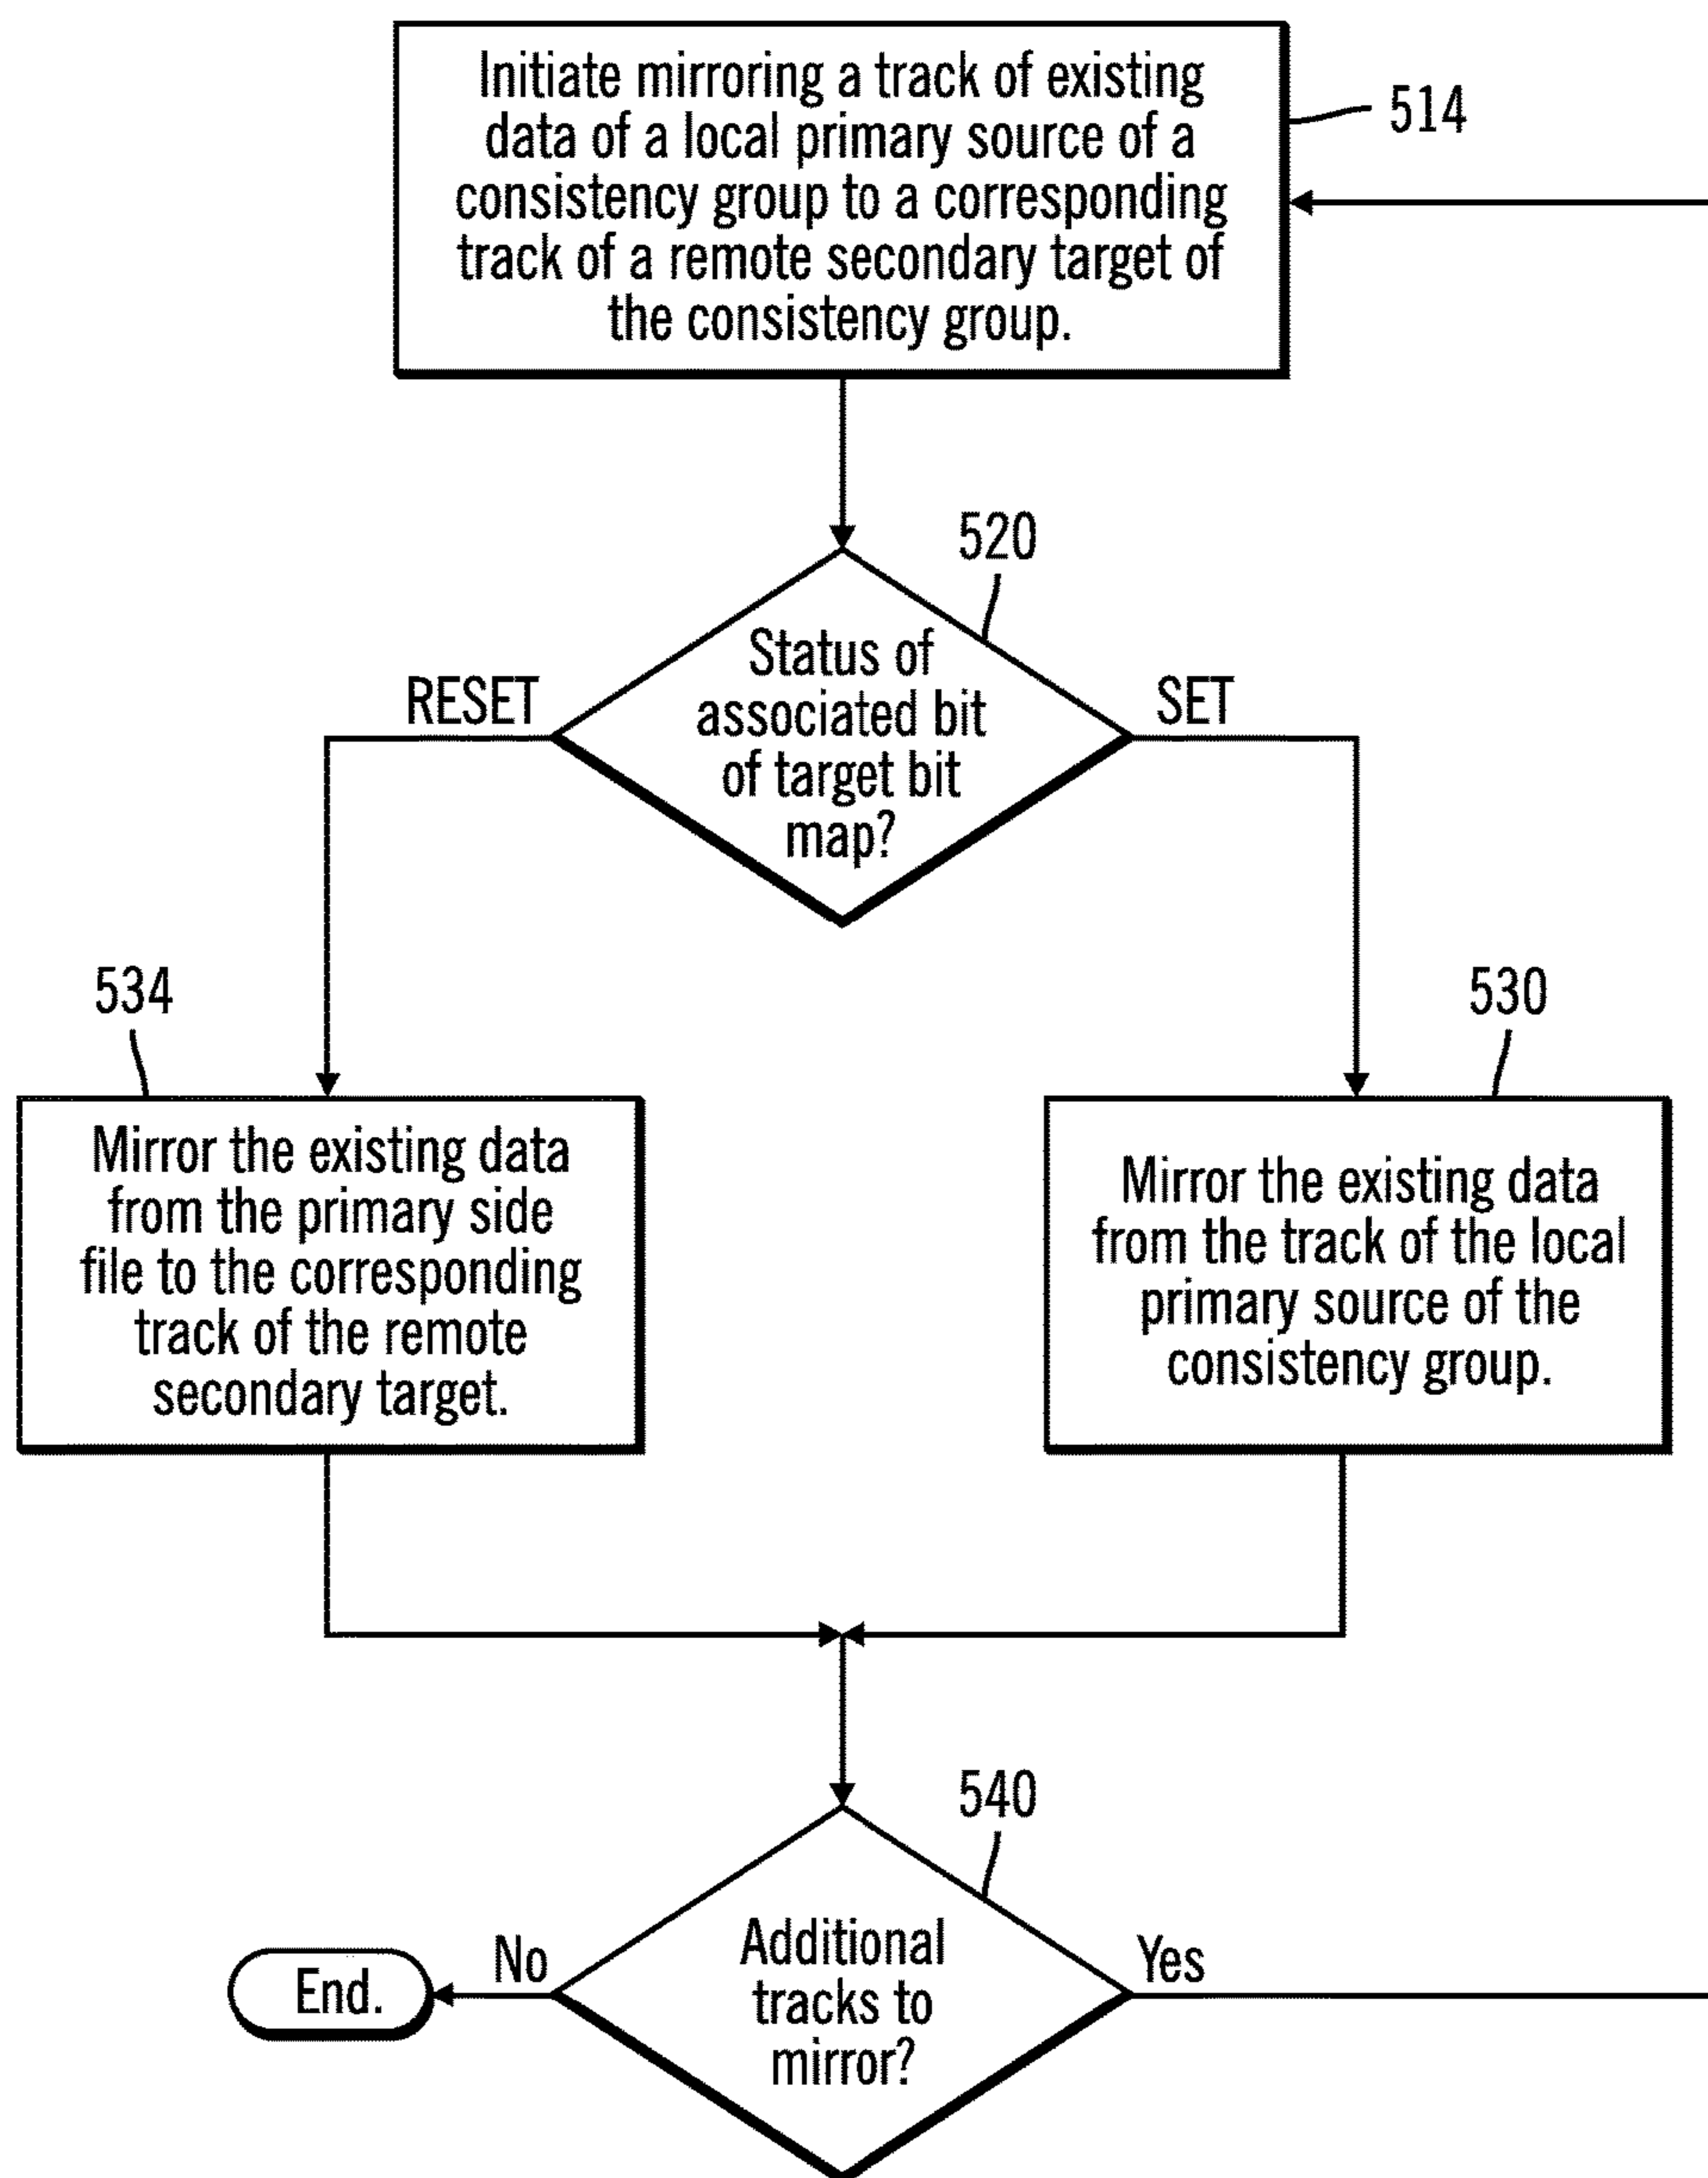 Initiate mirroring a track of existing
data of a local primary source of a
consistency group to a corresponding
track of a remote secondary target of
the consistency group.
514
520
Status of
associated bit
of target bit
map?
RESET
SET
534
530
Mirror the existing data
from the primary side
file to the corresponding
track of the remote
secondary target.
Mirror the existing data
from the track of the local
primary source of the
consistency group.
540
Additional
tracks to
mirror?
No
Yes
End.